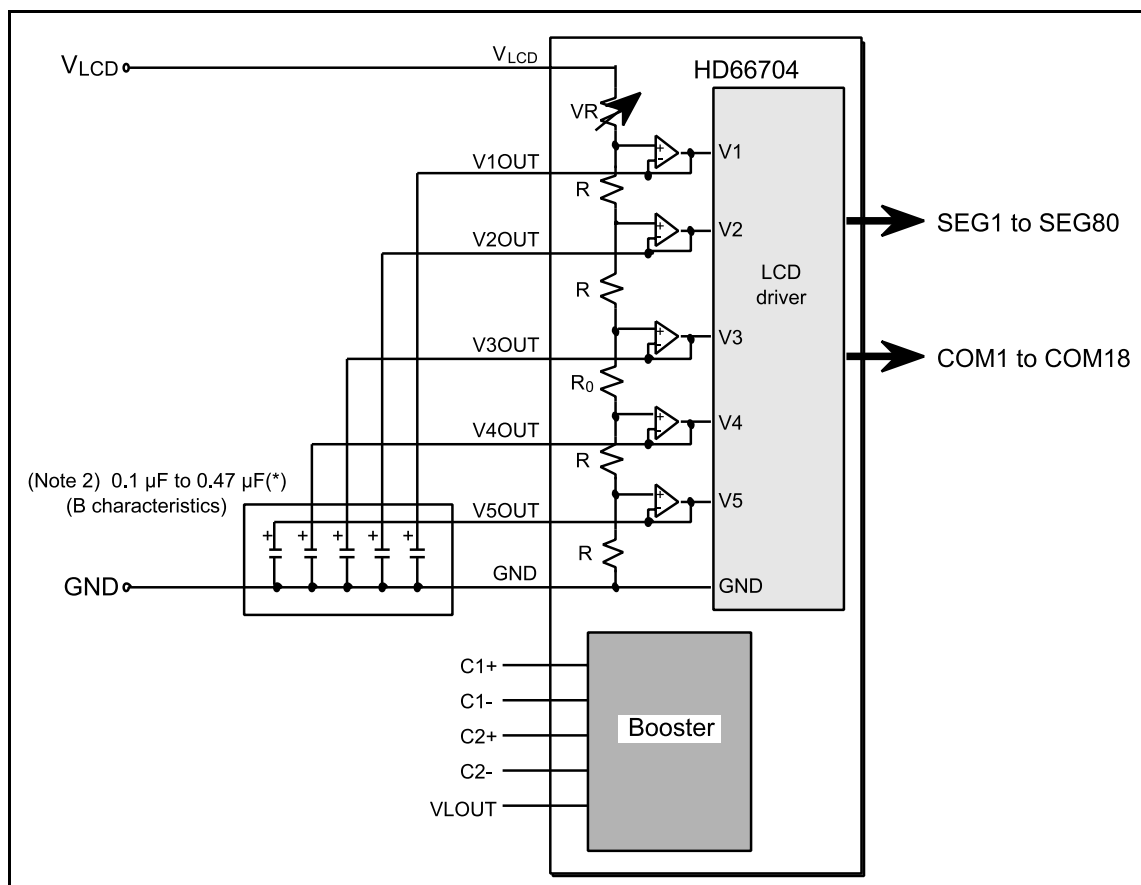 V_LCD
V_LCD
HD66704
VR
V1OUT
V1
R
V2OUT
V2
SEG1 to SEG80
R
LCD
driver
V3OUT
V3
COM1 to COM18
R₀
V4OUT
V4
R
(Note 2) 0.1 µF to 0.47 µF(*)
(B characteristics)
V5OUT
V5
R
GND
GND
GND
C1+
C1-
C2+
C2-
VLOUT
Booster
+ + + + +
+
-
+
-
+
-
+
-
+
-